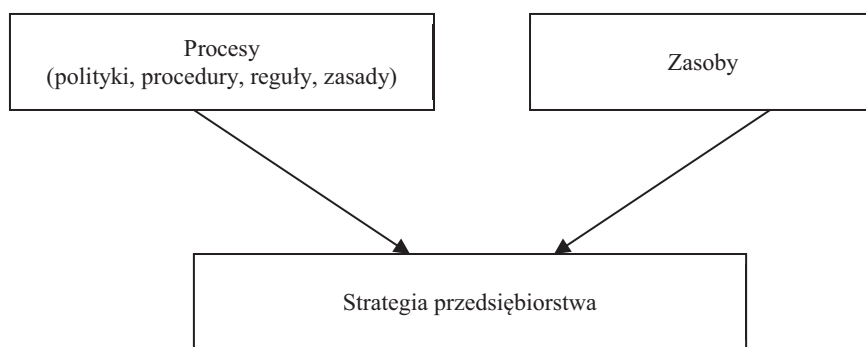 Procesy
(polityki, procedury, reguły, zasady)
Zasoby
Strategia przedsiębiorstwa